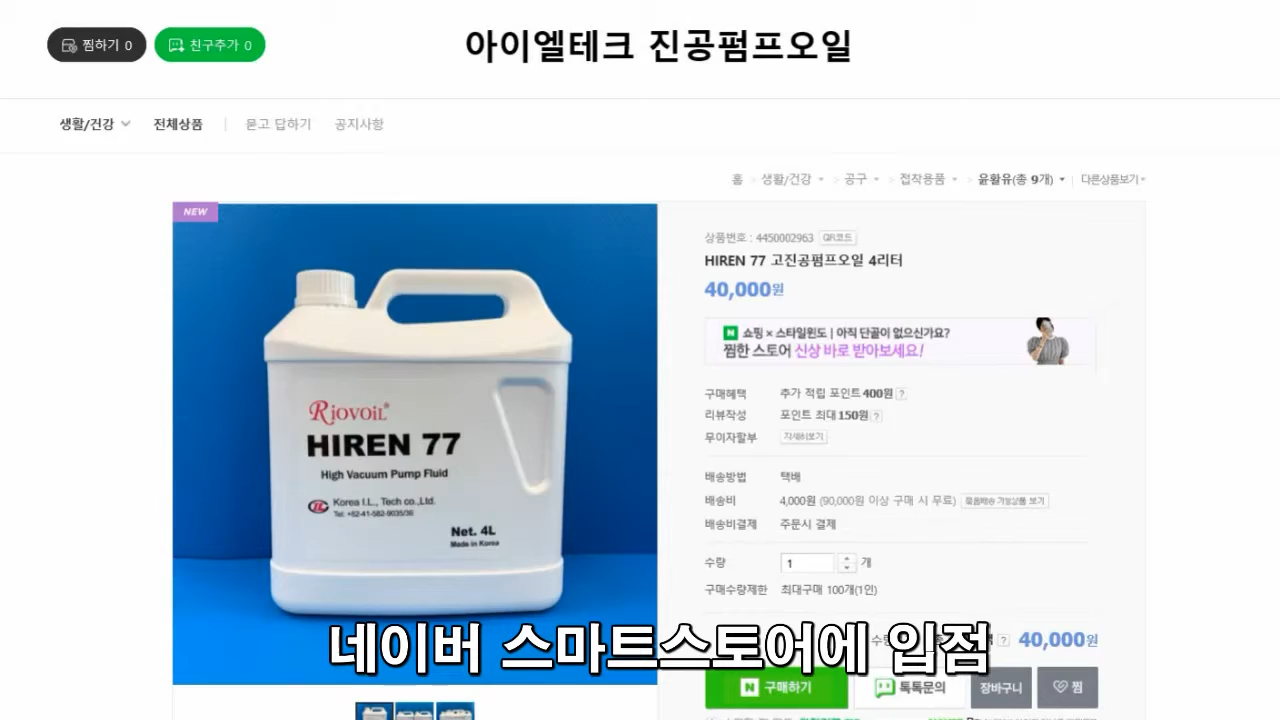 찜하기 0
친구추가 0
아이엘테크 진공펌프오일
생활/건강
전체상품
묻고 답하기
공지사항
홈 > 생활/건강 > 공구 > 접착용품 > 윤활유(총 9개)
다른상품보기
NEW
Rjovoil®
HIREN 77
High Vacuum Pump Fluid
Korea I.L., Tech co.,Ltd.
Tel: +82-41-582-9035/36
Net. 4L
Made in Korea
상품번호 : 4450002963 QR코드
HIREN 77 고진공펌프오일 4리터
40,000원
N 쇼핑 × 스타일윈도 | 아직 단골이 없으신가요?
찜한 스토어 신상 바로 받아보세요!
구매혜택 추가 적립 포인트 400원 ?
리뷰작성 포인트 최대 150원 ?
무이자할부 자세히보기
배송방법 택배
배송비 4,000원 (90,000원 이상 구매 시 무료) 묶음배송 가능상품 보기
배송비결제 주문시 결제
수량 1 개
구매수량제한 최대구매 100개(1인)
? 40,000원
네이버 스마트스토어에 입점
N 구매하기
톡톡문의
장바구니
찜